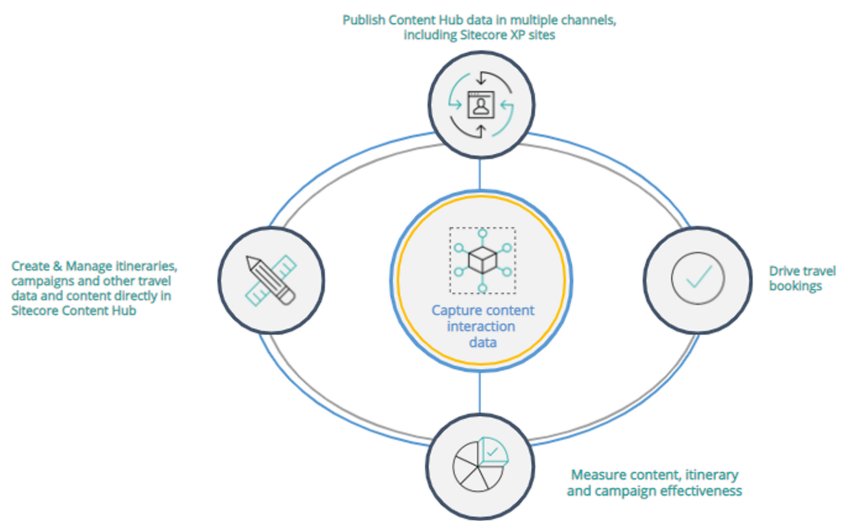 Publish Content Hub data in multiple channels,
including Sitecore XP sites
Create & Manage itineraries,
campaigns and other travel
data and content directly in
Sitecore Content Hub
Capture content
interaction
data
Drive travel
bookings
Measure content, itinerary
and campaign effectiveness